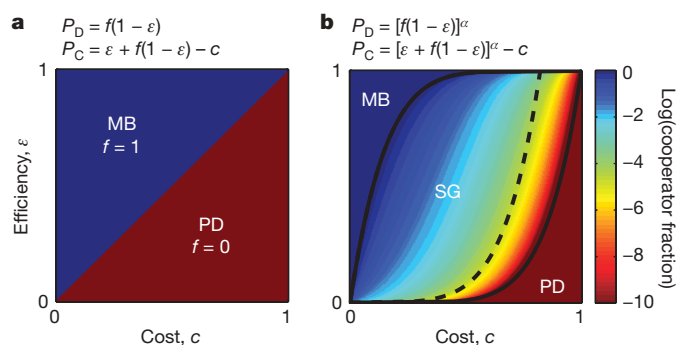 a
P_D = f(1 − ε)
P_C = ε + f(1 − ε) − c
1
Efficiency, ε
0
MB
f = 1
PD
f = 0
0
Cost, c
1
b
P_D = [f(1 − ε)]^α
P_C = [ε + f(1 − ε)]^α − c
1
0
MB
SG
PD
0
Cost, c
1
0
−2
−4
−6
−8
−10
Log(cooperator fraction)